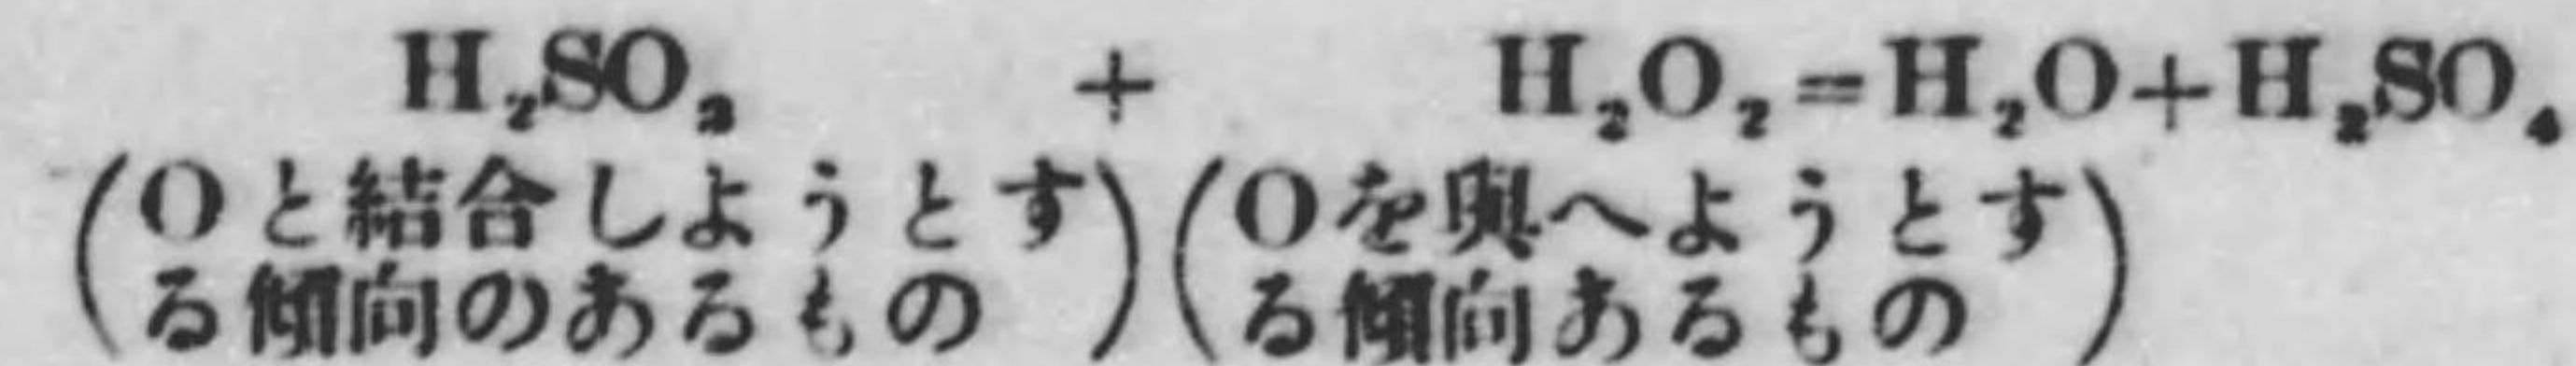 H₂SO₃ + H₂O₂=H₂O+H₂SO₄
(Oと結合しようとす)(Oを與へようとす)
る傾向のあるもの る傾向あるもの